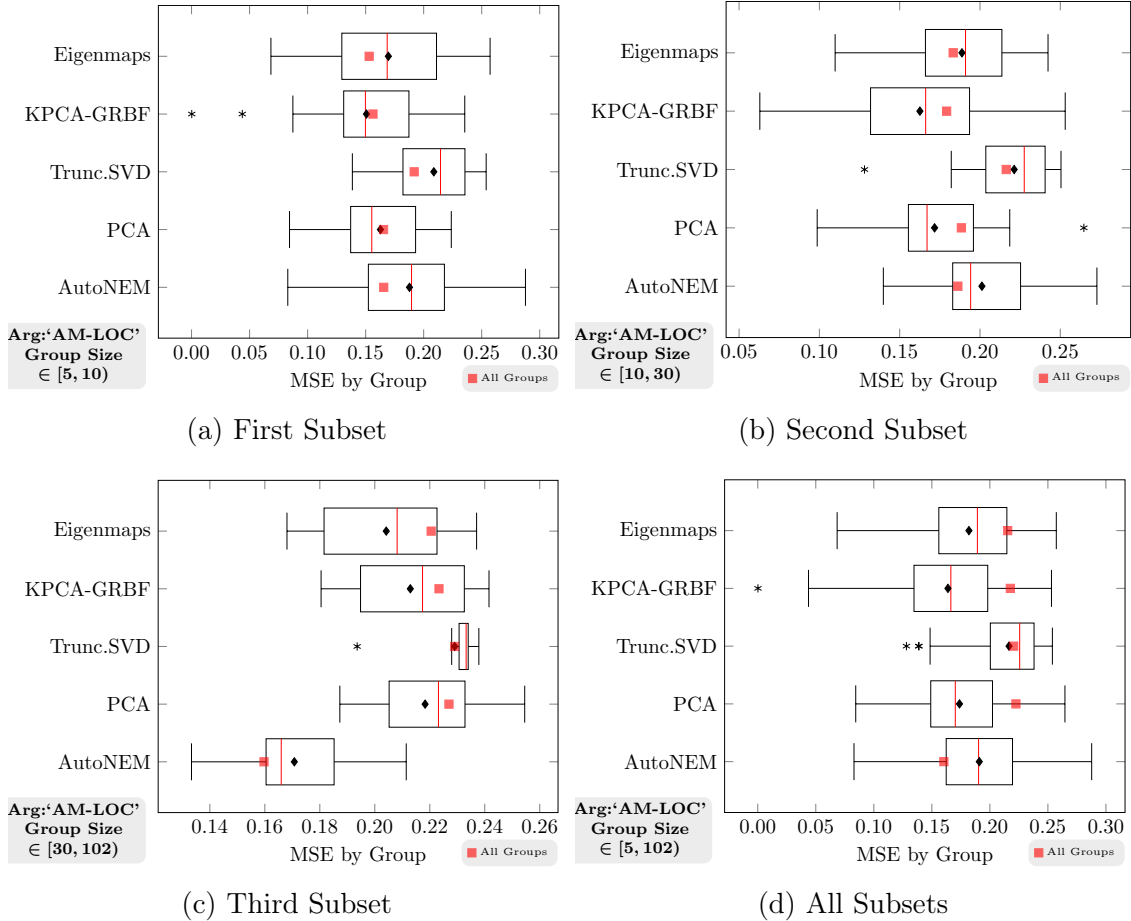 Eigenmaps
KPCA-GRBF
Trunc.SVD
PCA
AutoNEM
Arg:‘AM-LOC’
Group Size
∈ [5, 10)
0.00 0.05 0.10 0.15 0.20 0.25 0.30
MSE by Group
All Groups
(a) First Subset
Eigenmaps
KPCA-GRBF
Trunc.SVD
PCA
AutoNEM
Arg:‘AM-LOC’
Group Size
∈ [10, 30)
0.05 0.10 0.15 0.20 0.25
MSE by Group
All Groups
(b) Second Subset
Eigenmaps
KPCA-GRBF
Trunc.SVD
PCA
AutoNEM
Arg:‘AM-LOC’
Group Size
∈ [30, 102)
0.14 0.16 0.18 0.20 0.22 0.24 0.26
MSE by Group
All Groups
(c) Third Subset
Eigenmaps
KPCA-GRBF
Trunc.SVD
PCA
AutoNEM
Arg:‘AM-LOC’
Group Size
∈ [5, 102)
0.00 0.05 0.10 0.15 0.20 0.25 0.30
MSE by Group
All Groups
(d) All Subsets